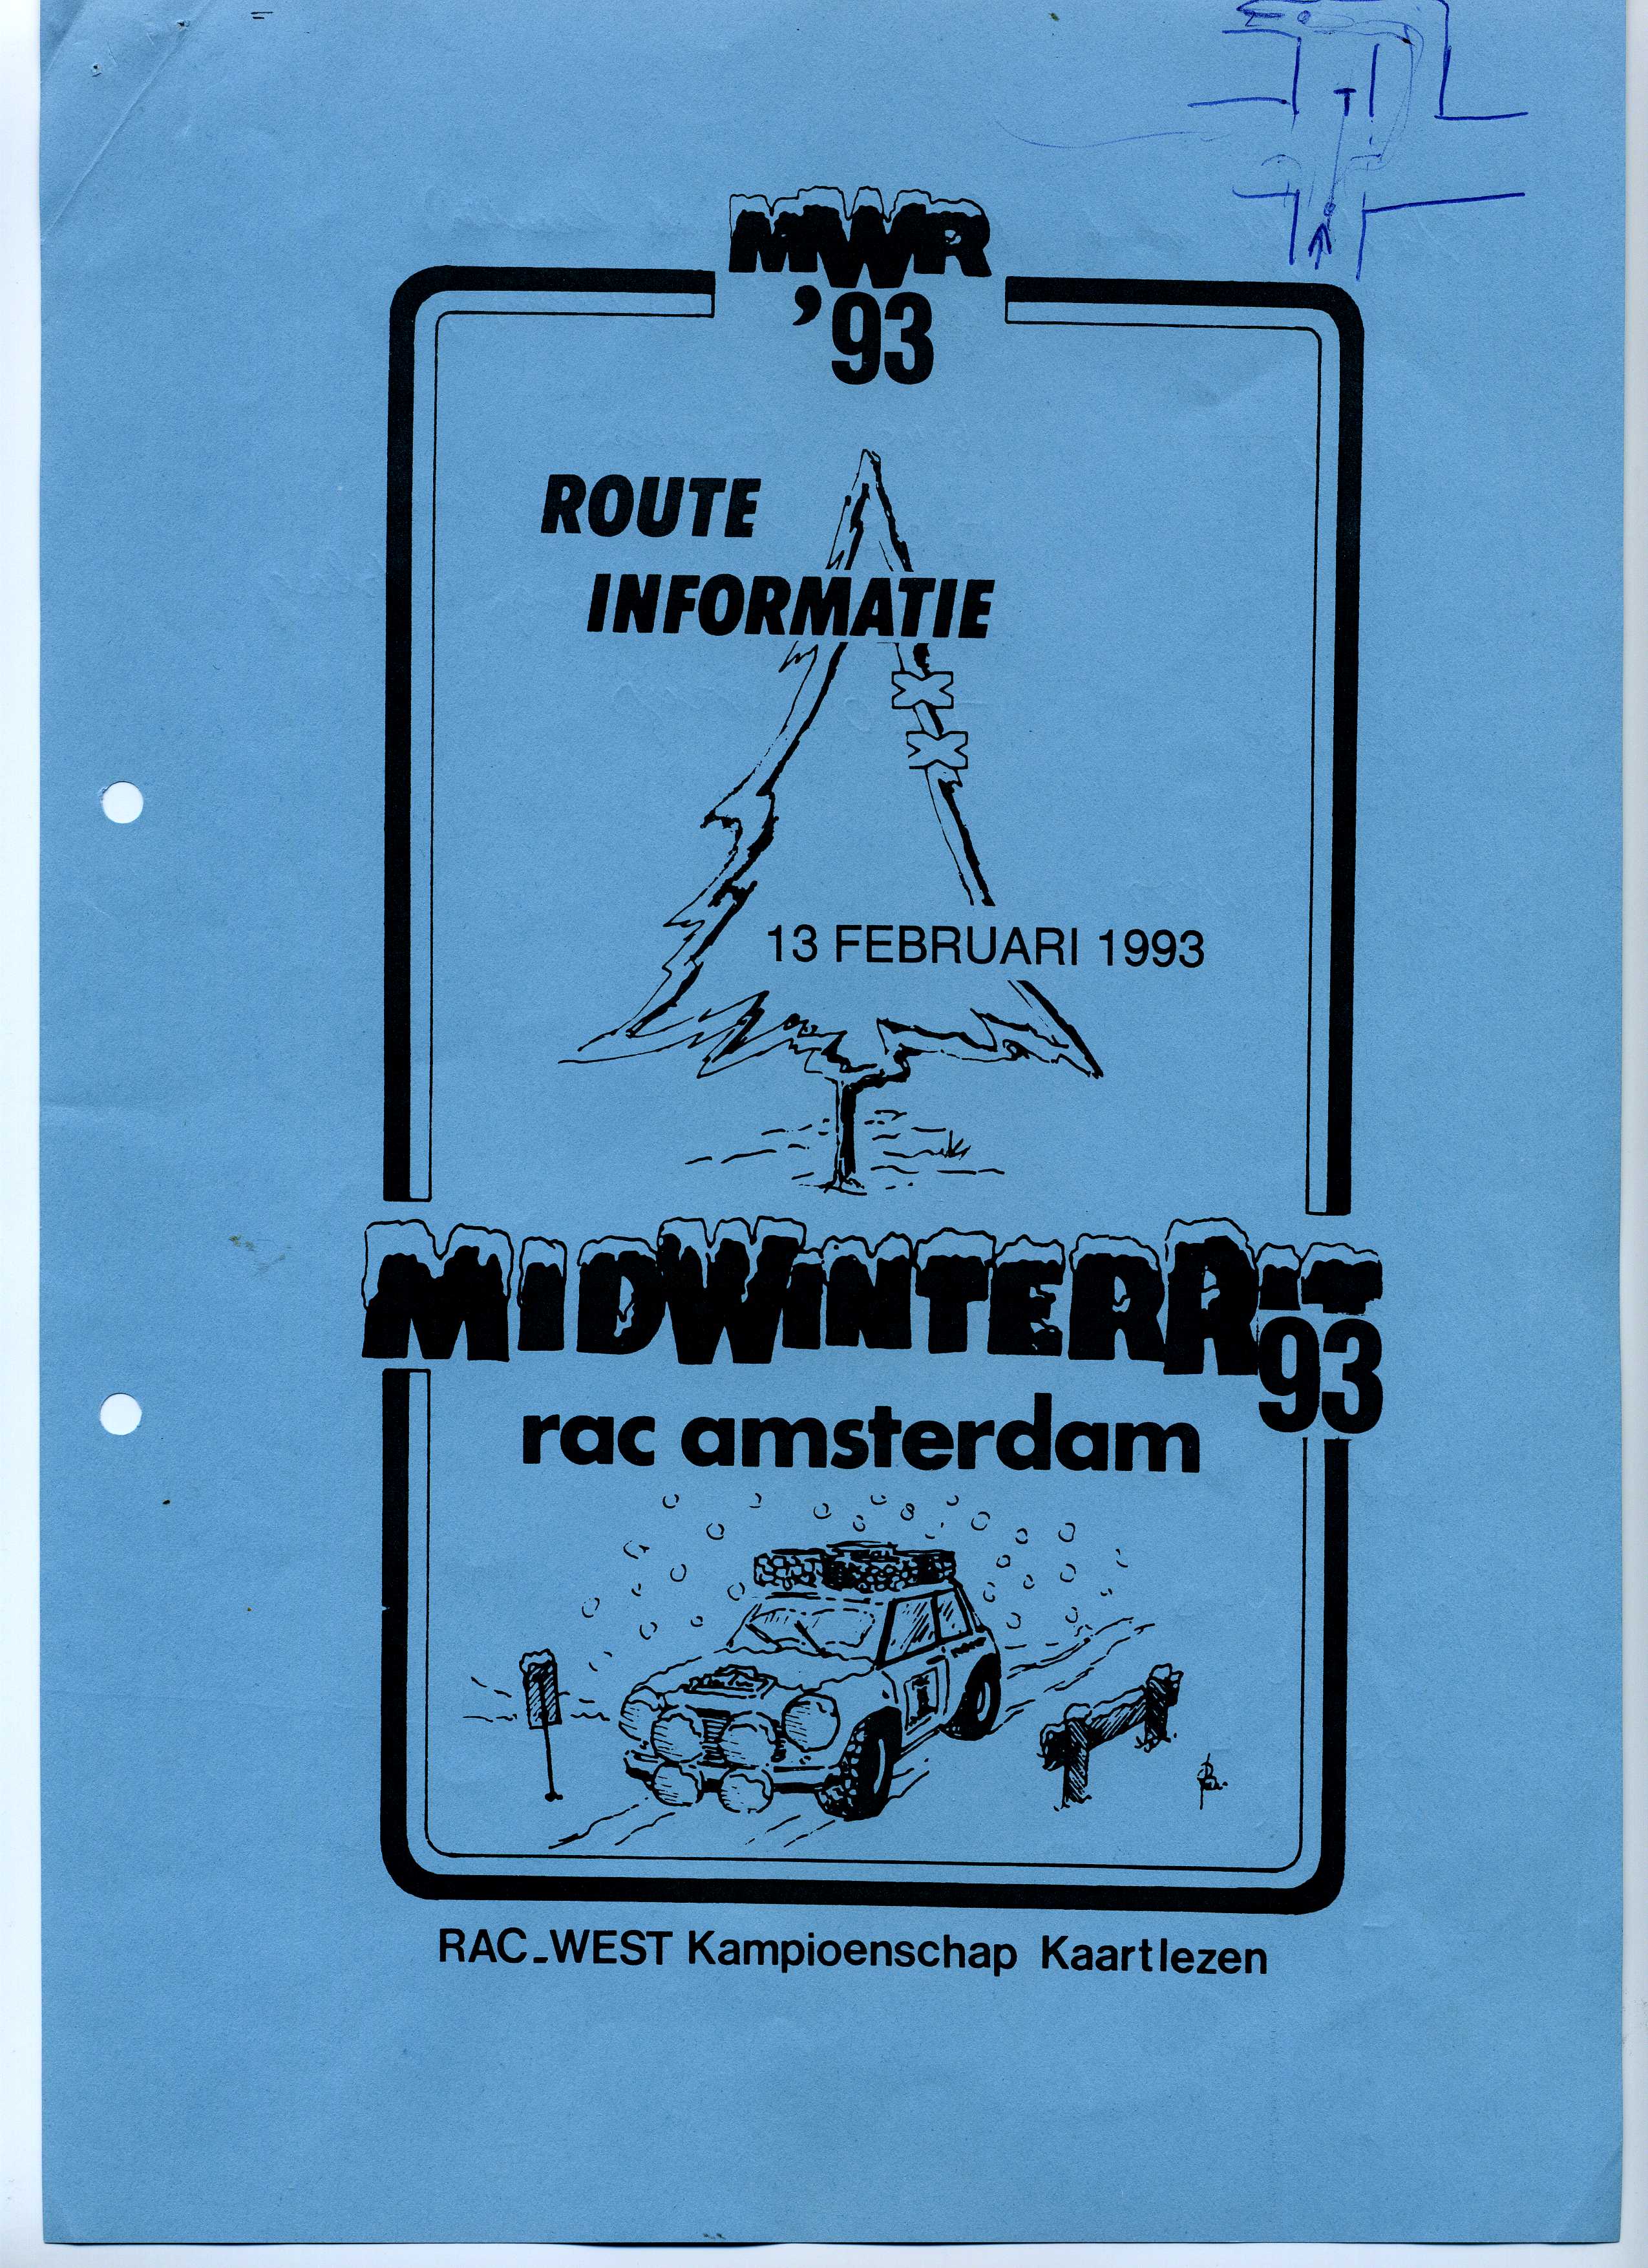 MWR
'93
ROUTE
INFORMATIE
13 FEBRUARI 1993
MIDWINTERRIT
93
rac amsterdam
RAC-WEST Kampioenschap Kaartlezen